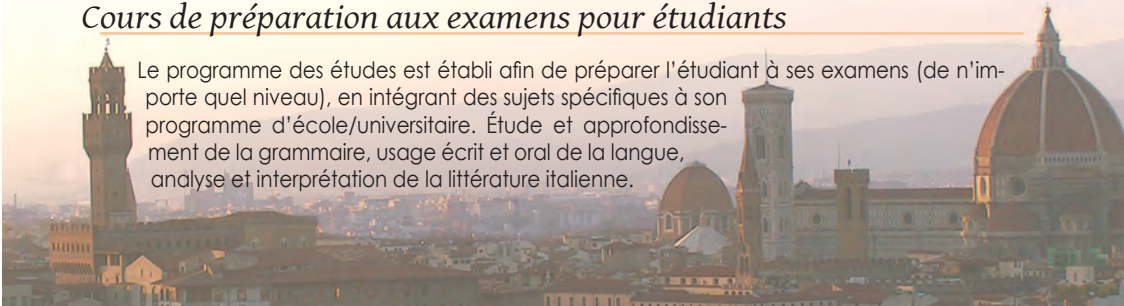 Cours de préparation aux examens pour étudiants
Le programme des études est établi afin de préparer l'étudiant à ses examens (de n'im-
porte quel niveau), en intégrant des sujets spécifiques à son
programme d'école/universitaire. Étude et approfondisse-
ment de la grammaire, usage écrit et oral de la langue,
analyse et interprétation de la littérature italienne.